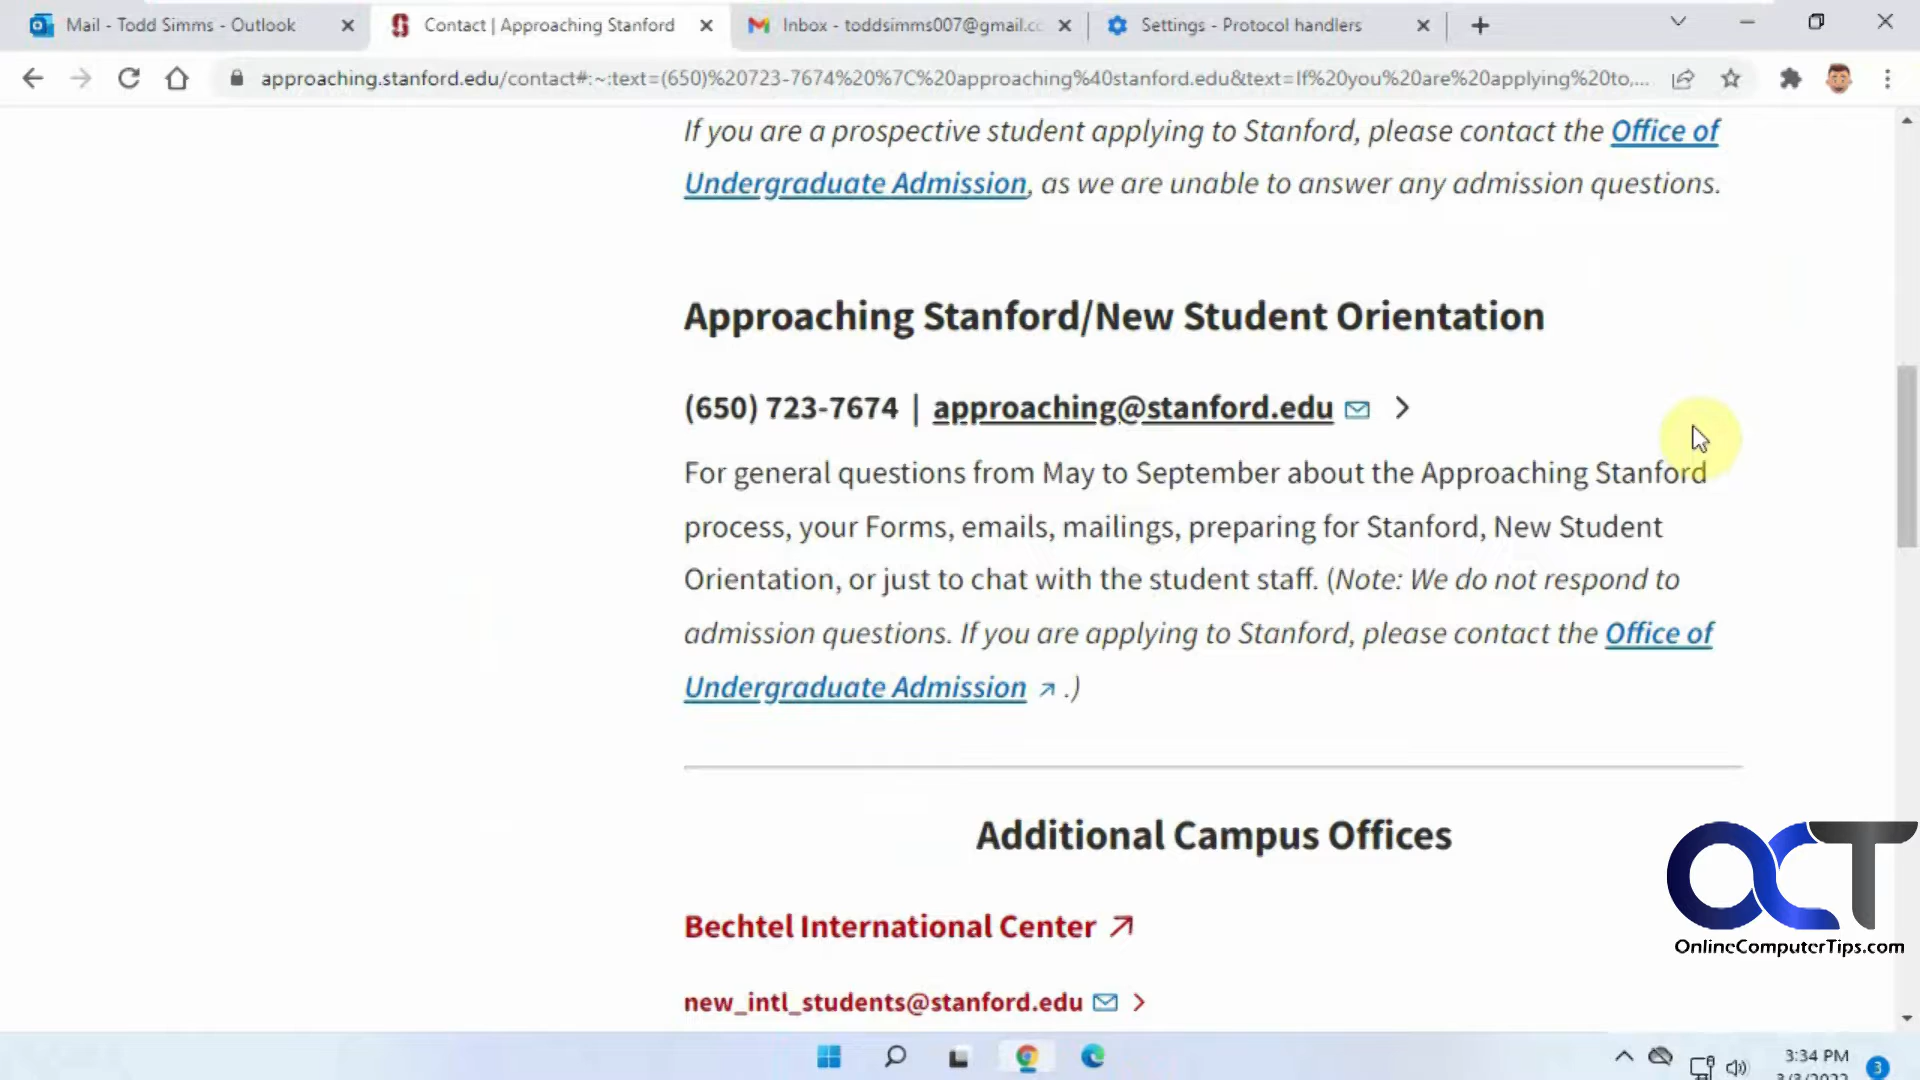 Mail - Todd Simms - Outlook
Contact | Approaching Stanford
Inbox - toddsimms007@gmail.cc
Settings - Protocol handlers
approaching.stanford.edu/contact#:~:text=(650)%20723-7674%20%7C%20approaching%40stanford.edu&text=If%20you%20are%20applying%20to,...
If you are a prospective student applying to Stanford, please contact the Office of
Undergraduate Admission, as we are unable to answer any admission questions.
Approaching Stanford/New Student Orientation
(650) 723-7674 | approaching@stanford.edu
For general questions from May to September about the Approaching Stanford
process, your Forms, emails, mailings, preparing for Stanford, New Student
Orientation, or just to chat with the student staff. (Note: We do not respond to
admission questions. If you are applying to Stanford, please contact the Office of
Undergraduate Admission .)
Additional Campus Offices
Bechtel International Center
new_intl_students@stanford.edu
OCT
OnlineComputerTips.com
3:34 PM
3